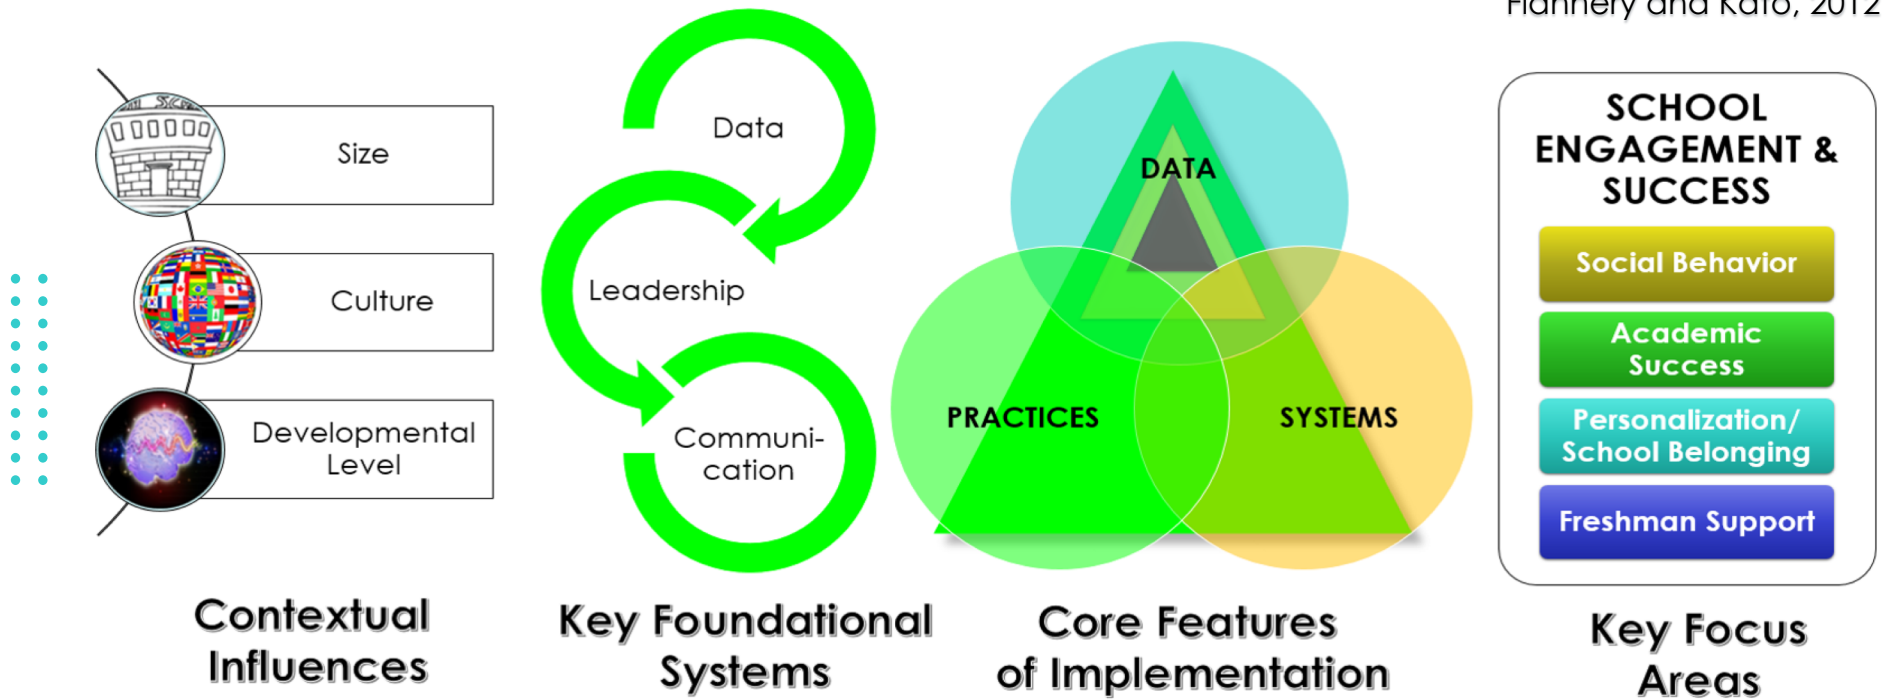 Flannery and Kato, 2012
Size
Culture
Developmental
Level
Contextual
Influences
Data
Leadership
Communi-
cation
Key Foundational
Systems
DATA
PRACTICES
SYSTEMS
Core Features
of Implementation
SCHOOL
ENGAGEMENT &
SUCCESS
Social Behavior
Academic
Success
Personalization/
School Belonging
Freshman Support
Key Focus
Areas